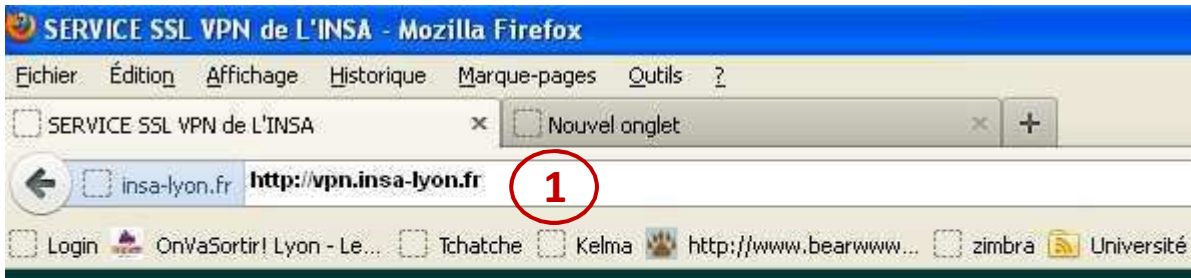 SERVICE SSL VPN de L'INSA - Mozilla Firefox
Fichier Édition Affichage Historique Marque-pages Outils ?
SERVICE SSL VPN de L'INSA × Nouvel onglet × +
insa-lyon.fr http://vpn.insa-lyon.fr 1
Login OnVaSortir! Lyon - Le... Tchatche Kelma http://www.bearwww... zimbra Université